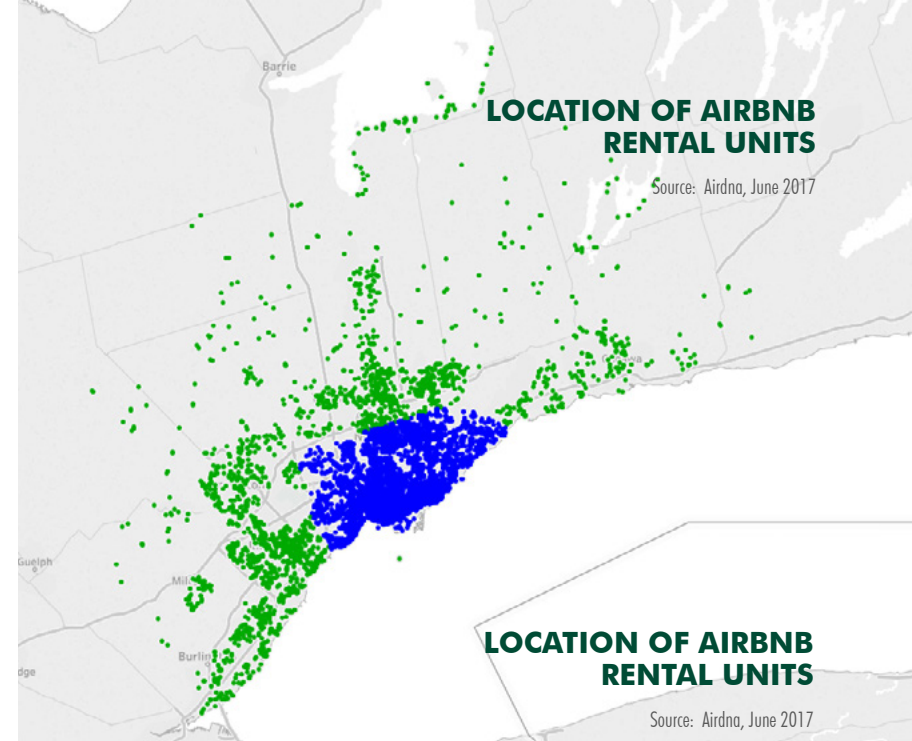 Barrie
LOCATION OF AIRBNB
RENTAL UNITS
Source: Airdna, June 2017
Guelph
LOCATION OF AIRBNB
RENTAL UNITS
Source: Airdna, June 2017